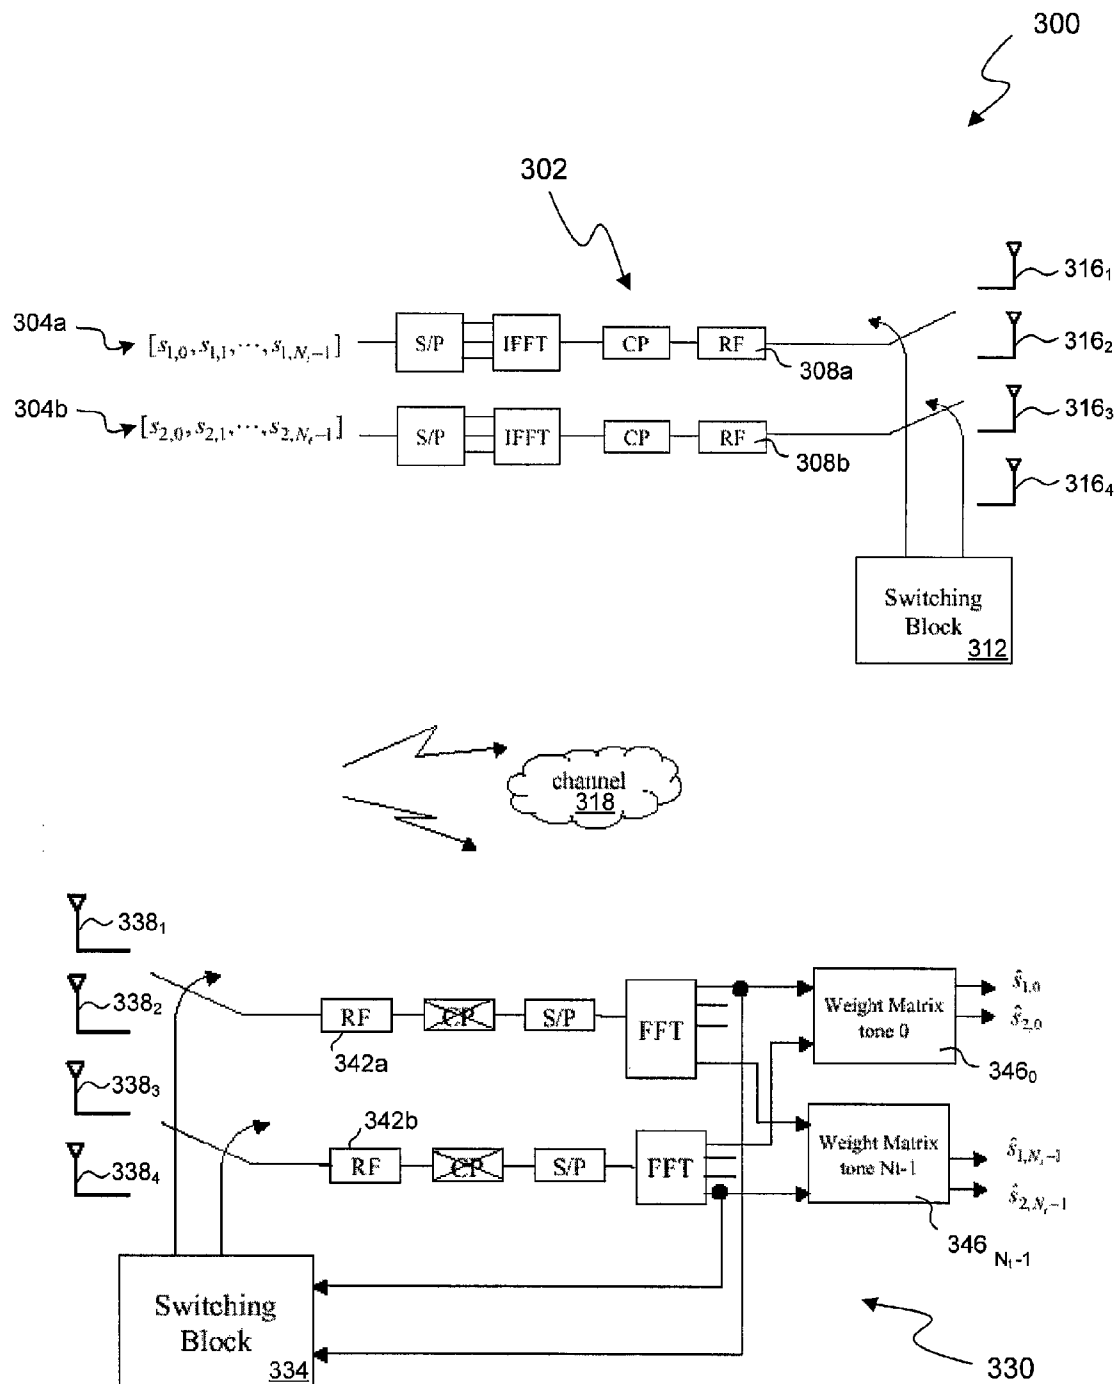 300
302
304a [s1,0, s1,1, ⋯, s1,Nt−1] S/P IFFT CP RF 308a
304b [s2,0, s2,1, ⋯, s2,Nt−1] S/P IFFT CP RF 308b
316₁
316₂
316₃
316₄
Switching
Block
312
channel
318
338₁
338₂
338₃
338₄
RF CP S/P FFT
342a
342b
RF CP S/P FFT
Weight Matrix
tone 0
346₀
ŝ1,0
ŝ2,0
Weight Matrix
tone Nt-1
346 Nt-1
ŝ1,Nt−1
ŝ2,Nt−1
Switching
Block
334
330